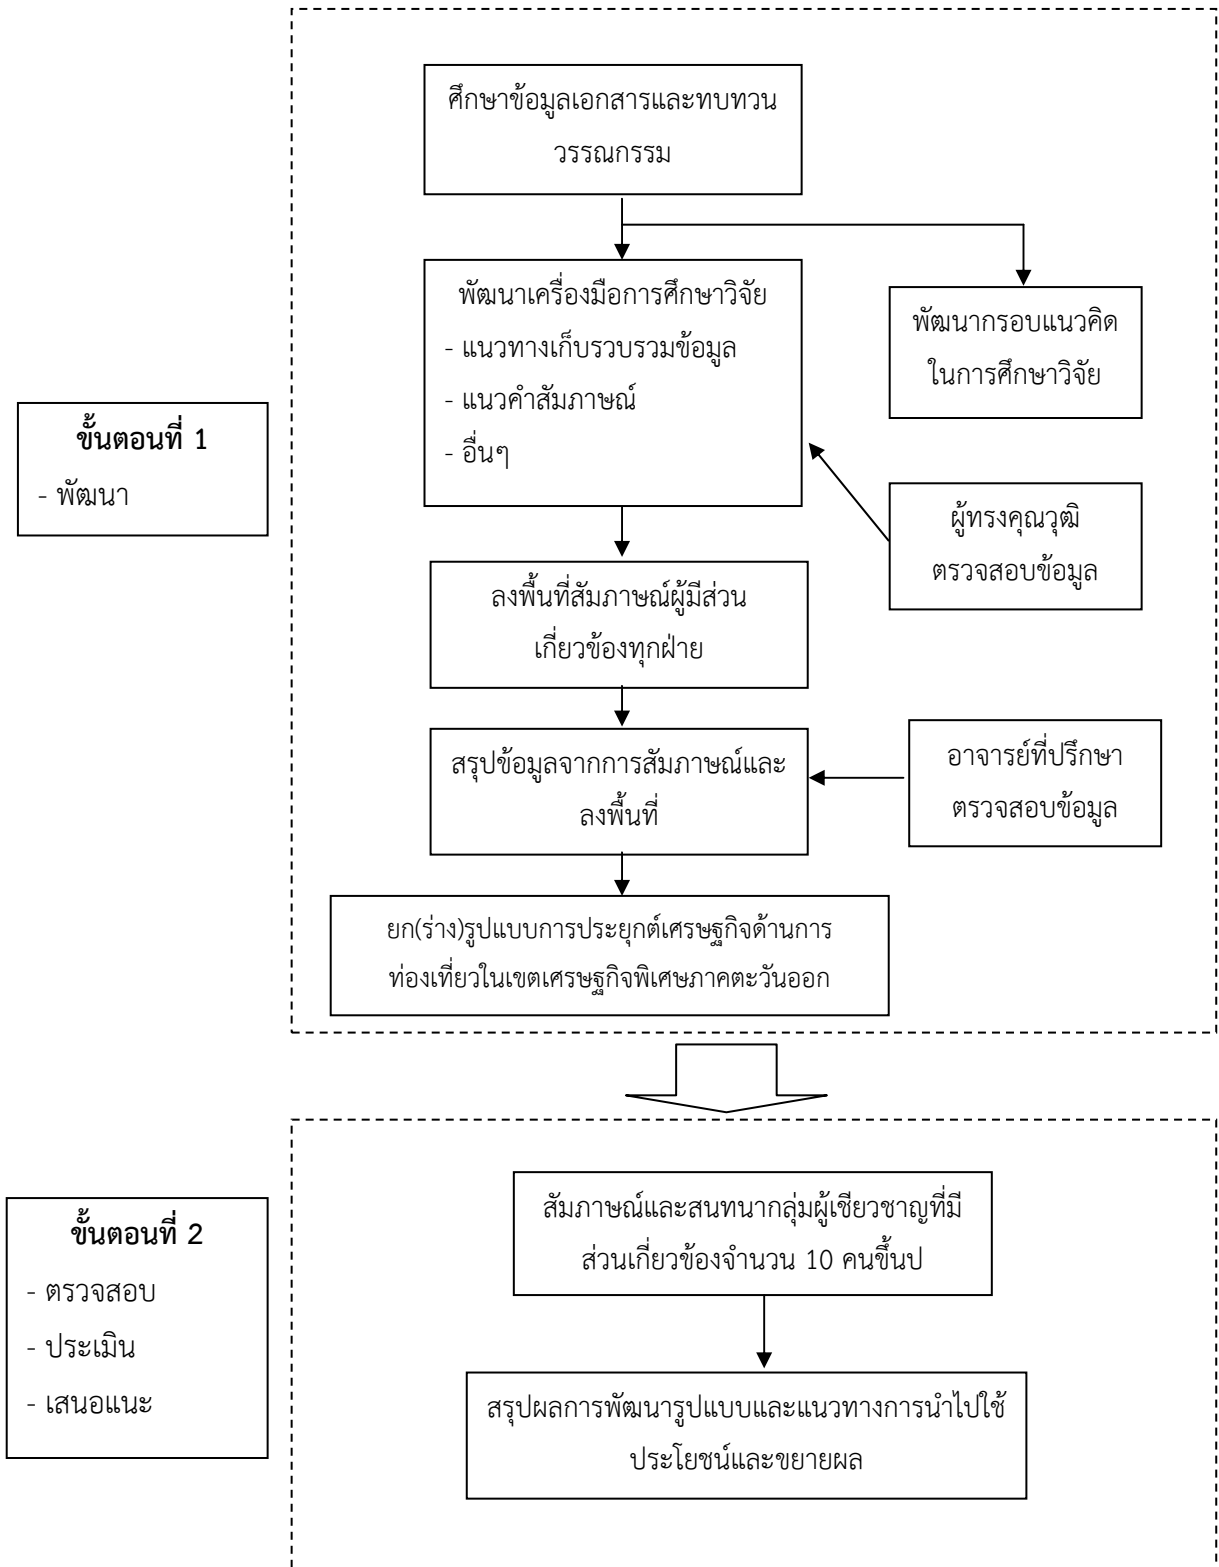 ศึกษาข้อมูลเอกสารและทบทวน
วรรณกรรม
พัฒนาเครื่องมือการศึกษาวิจัย
- แนวทางเก็บรวบรวมข้อมูล
- แนวคำสัมภาษณ์
- อื่นๆ
พัฒนากรอบแนวคิด
ในการศึกษาวิจัย
ขั้นตอนที่ 1
- พัฒนา
ผู้ทรงคุณวุฒิ
ตรวจสอบข้อมูล
ลงพื้นที่สัมภาษณ์ผู้มีส่วน
เกี่ยวข้องทุกฝ่าย
สรุปข้อมูลจากการสัมภาษณ์และ
ลงพื้นที่
อาจารย์ที่ปรึกษา
ตรวจสอบข้อมูล
ยก(ร่าง)รูปแบบการประยุกต์เศรษฐกิจด้านการ
ท่องเที่ยวในเขตเศรษฐกิจพิเศษภาคตะวันออก
ขั้นตอนที่ 2
- ตรวจสอบ
- ประเมิน
- เสนอแนะ
สัมภาษณ์และสนทนากลุ่มผู้เชียวชาญที่มี
ส่วนเกี่ยวข้องจำนวน 10 คนขึ้นป
สรุปผลการพัฒนารูปแบบและแนวทางการนำไปใช้
ประโยชน์และขยายผล